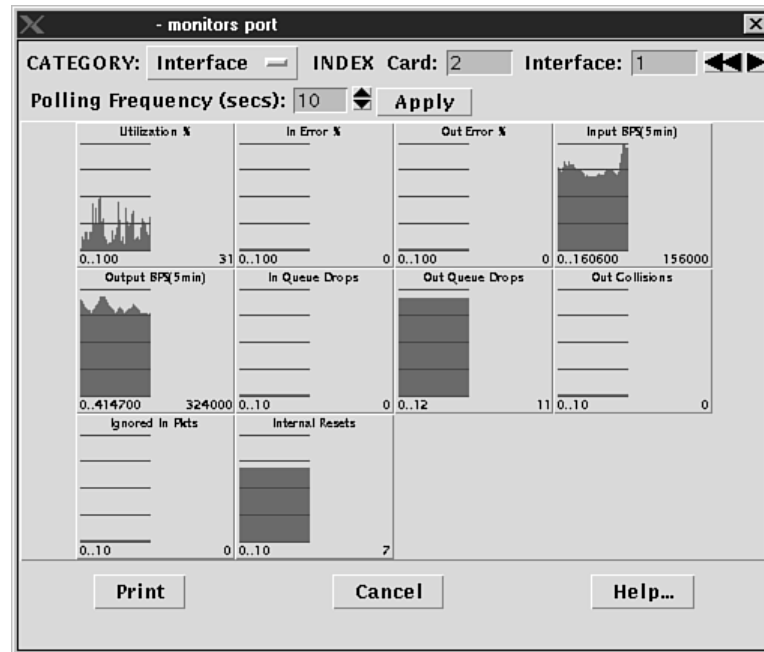 - monitors port
CATEGORY: Interface INDEX Card: 2 Interface: 1
Polling Frequency (secs): 10 Apply
Utilization % In Error % Out Error % Input BPS(5min)
0..100 31 0..100 0 0..100 0 0..160600 156000
Output BPS(5min) In Queue Drops Out Queue Drops Out Collisions
0..414700 324000 0..10 0 0..12 11 0..10 0
Ignored In Pkts Internal Resets
0..10 0 0..10 7
Print Cancel Help...